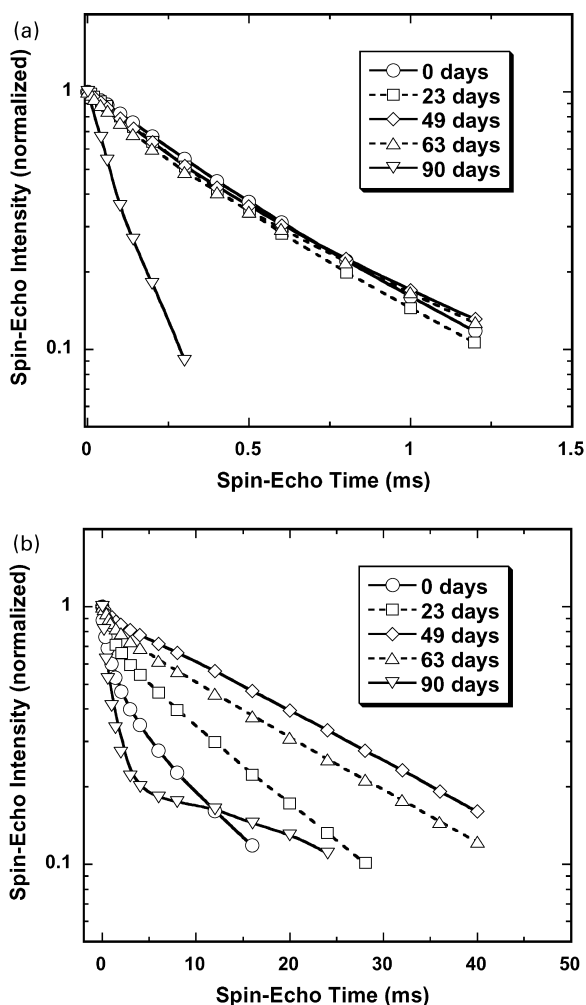 (a)
1
0.1
Spin-Echo Intensity (normalized)
0 days
23 days
49 days
63 days
90 days
0 0.5 1 1.5
Spin-Echo Time (ms)
(b)
1
0.1
Spin-Echo Intensity (normalized)
0 days
23 days
49 days
63 days
90 days
0 10 20 30 40 50
Spin-Echo Time (ms)